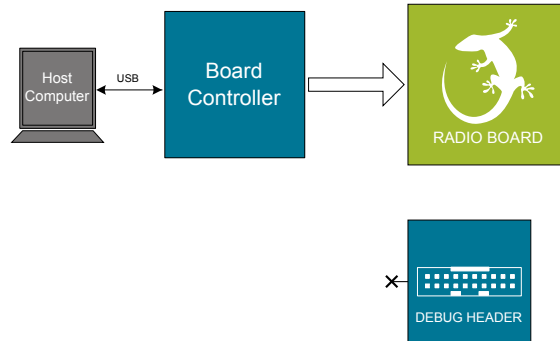 Host
Computer
USB
Board
Controller
RADIO BOARD
DEBUG HEADER